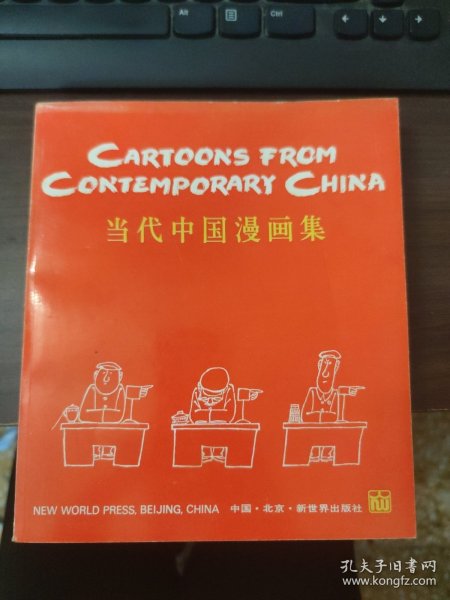 Alt
Ctrl
CARTOONS FROM
CONTEMPORARY CHINA
当代中国漫画集
NEW WORLD PRESS, BEIJING, CHINA 中国·北京·新世界出版社
孔夫子旧书网
www.kongfz.com